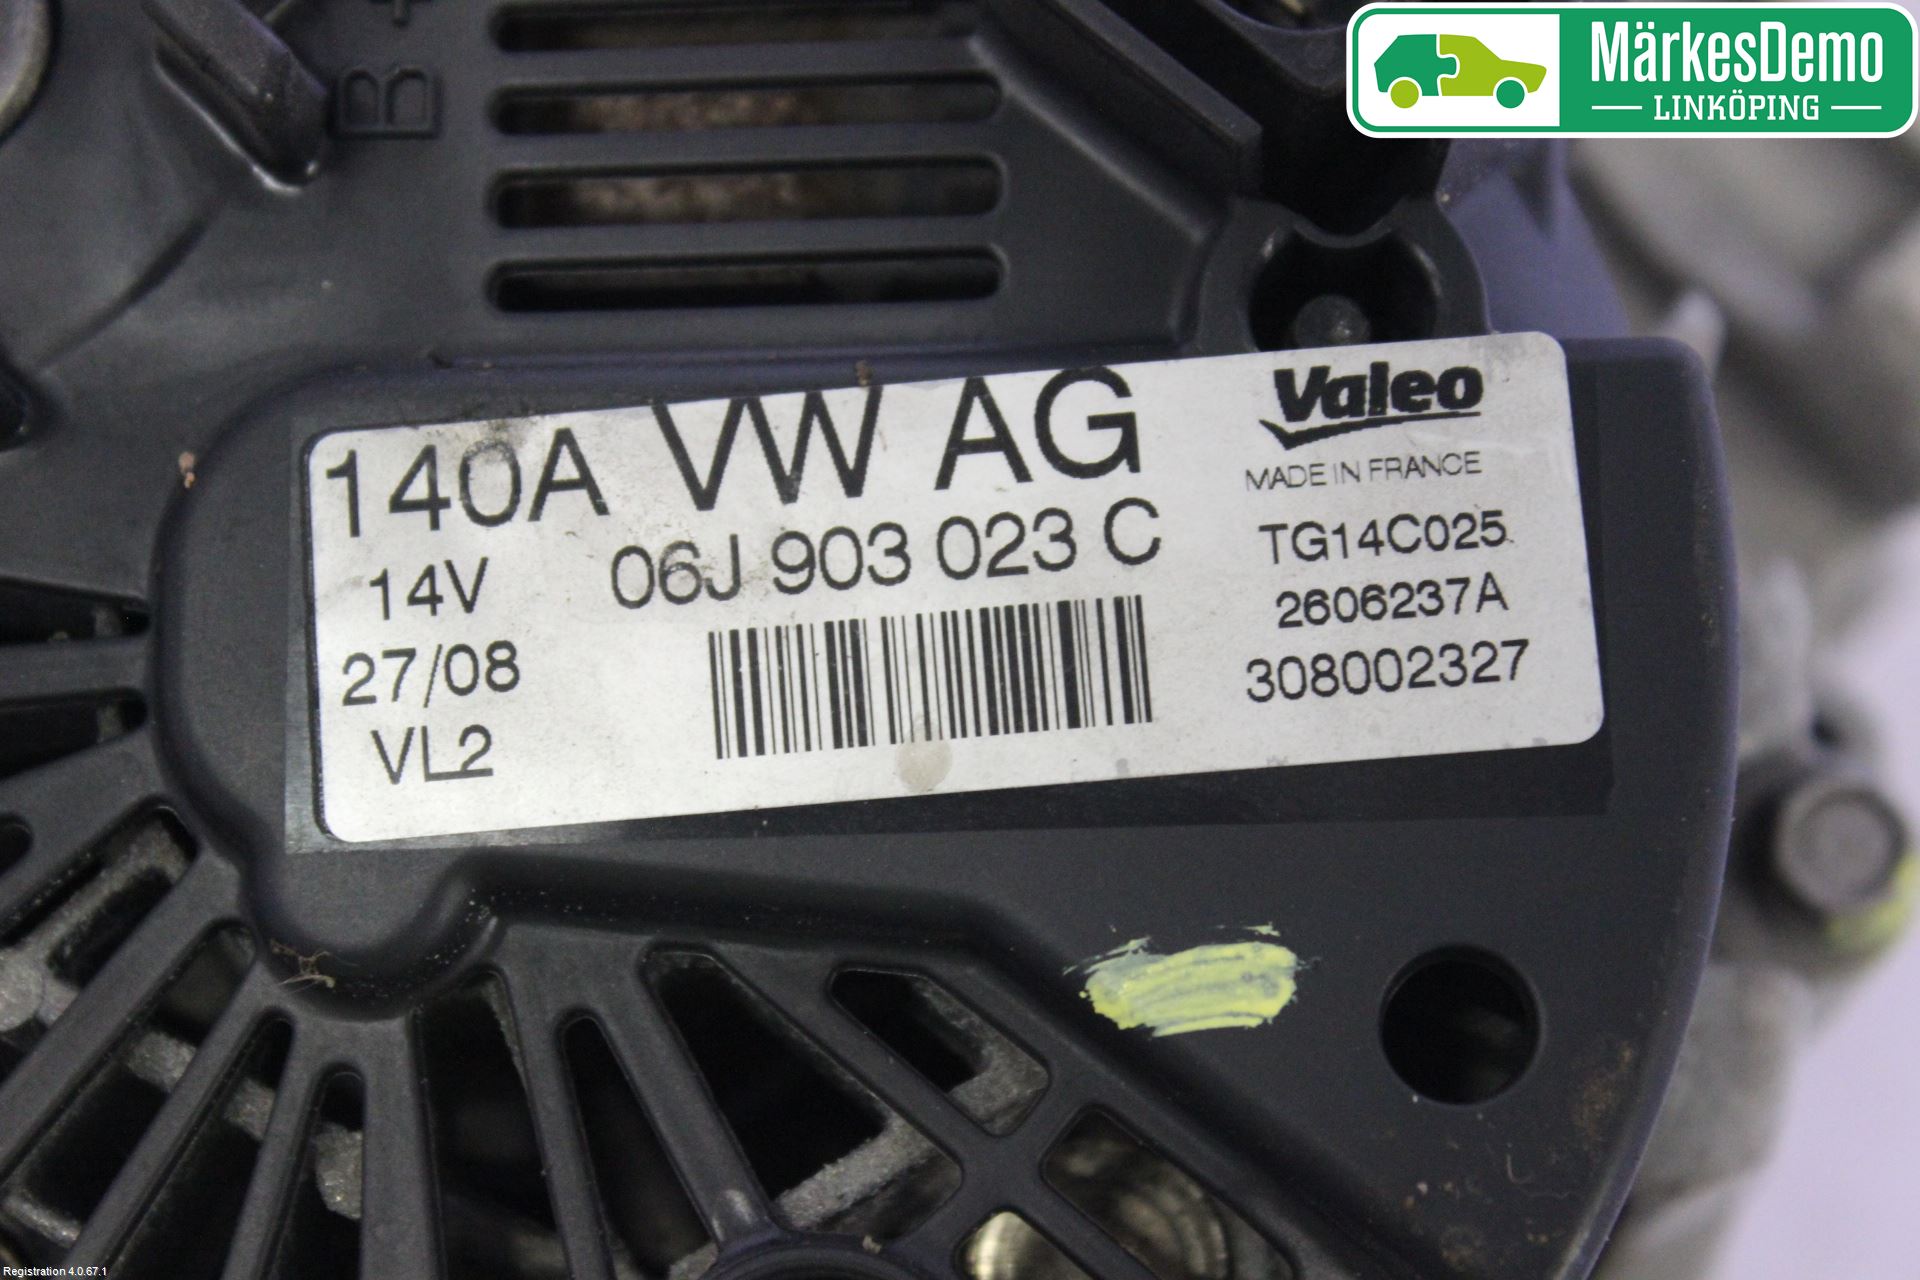 MärkesDemo
LINKÖPING
B+
140A VW AG
14V 06J 903 023 C
27/08
VL2
Valeo
MADE IN FRANCE
TG14C025
2606237A
308002327
Registration 4.0.67.1